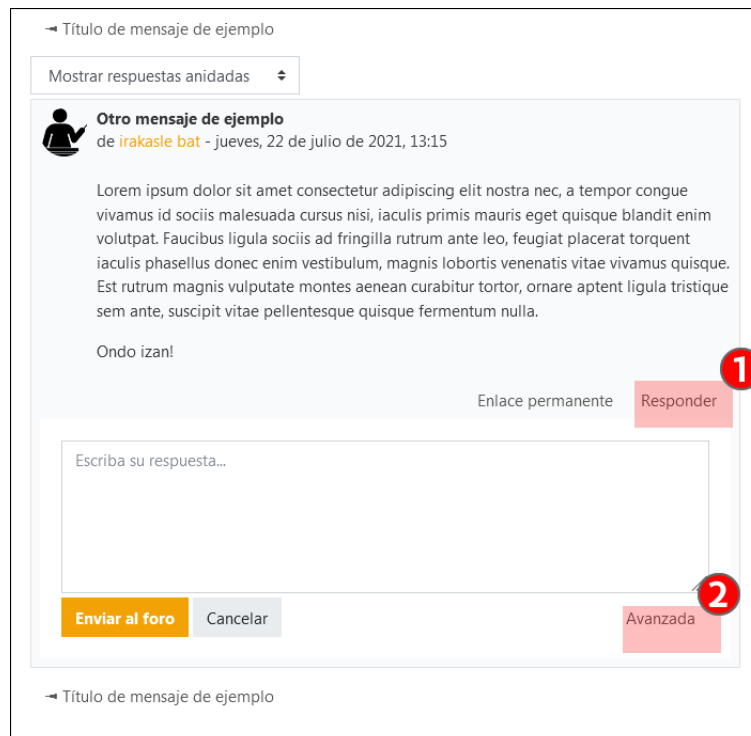 Título de mensaje de ejemplo
Mostrar respuestas anidadas
Otro mensaje de ejemplo
de irakasle bat - jueves, 22 de julio de 2021, 13:15
Lorem ipsum dolor sit amet consectetur adipiscing elit nostra nec, a tempor congue
vivamus id sociis malesuada cursus nisi, iaculis primis mauris eget quisque blandit enim
volutpat. Faucibus ligula sociis ad fringilla rutrum ante leo, feugiat placerat torquent
iaculis phasellus donec enim vestibulum, magnis lobortis venenatis vitae vivamus quisque.
Est rutrum magnis vulputate montes aenean curabitur tortor, ornare aptent ligula tristique
sem ante, suscipit vitae pellentesque quisque fermentum nulla.
Ondo izan!
1
Enlace permanente Responder
Escriba su respuesta...
2
Enviar al foro Cancelar Avanzada
Título de mensaje de ejemplo